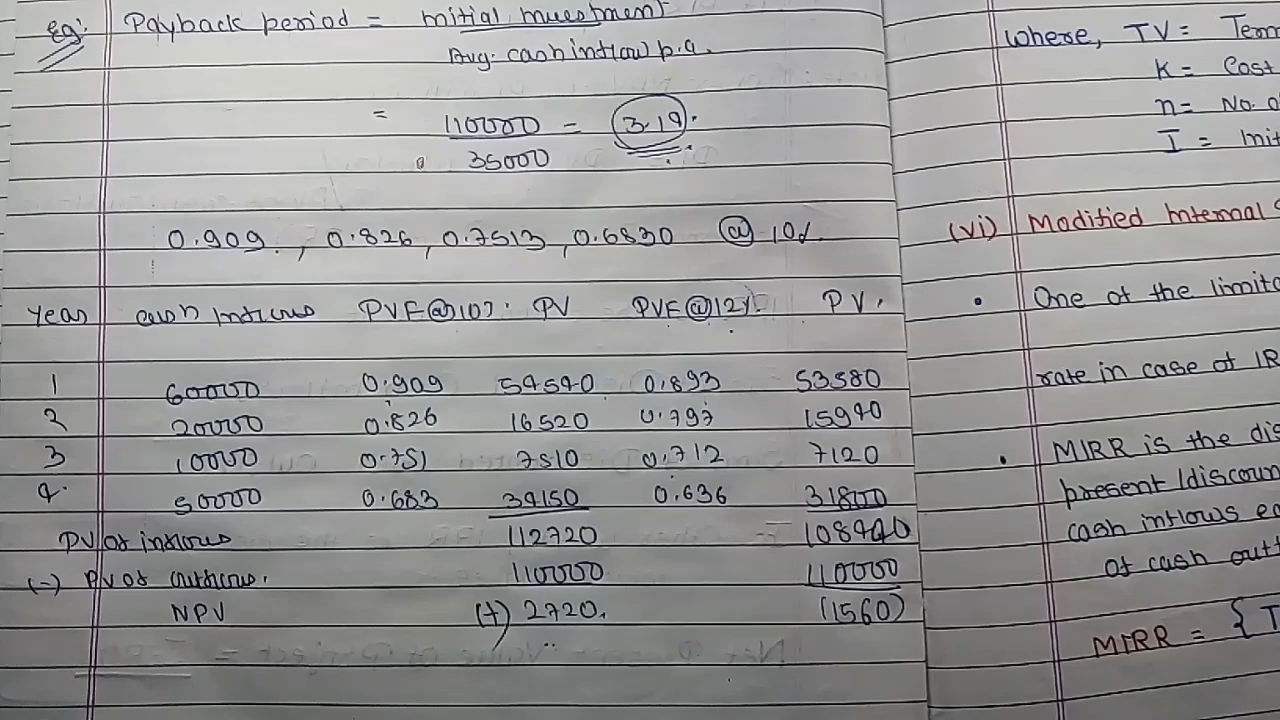 Eg:- Payback period = Initial Investment
Avg. cash inflow p.a.
= 110000 = 3.14.
35000
0.909, 0.826, 0.7513, 0.6830 @ 10%
Year cash inflows PVF@10% PV PVF@12% PV.
1 60000 0.909 54540 0.893 53580
2 20000 0.826 16520 0.797 15940
3 10000 0.751 7510 0.712 7120
4. 50000 0.683 34150 0.636 31800
PV of inflows 112720 108440
(-) PV of outflows. 110000 110000
NPV (+) 2720. (1560)
where, TV = Term
K = Cost
n = No. o
I = Init
(vi) Modified Internal
• One of the limita
rate in case of IR
• MIRR is the dis
present/discoun
cash inflows eq
of cash outf
MIRR = { T